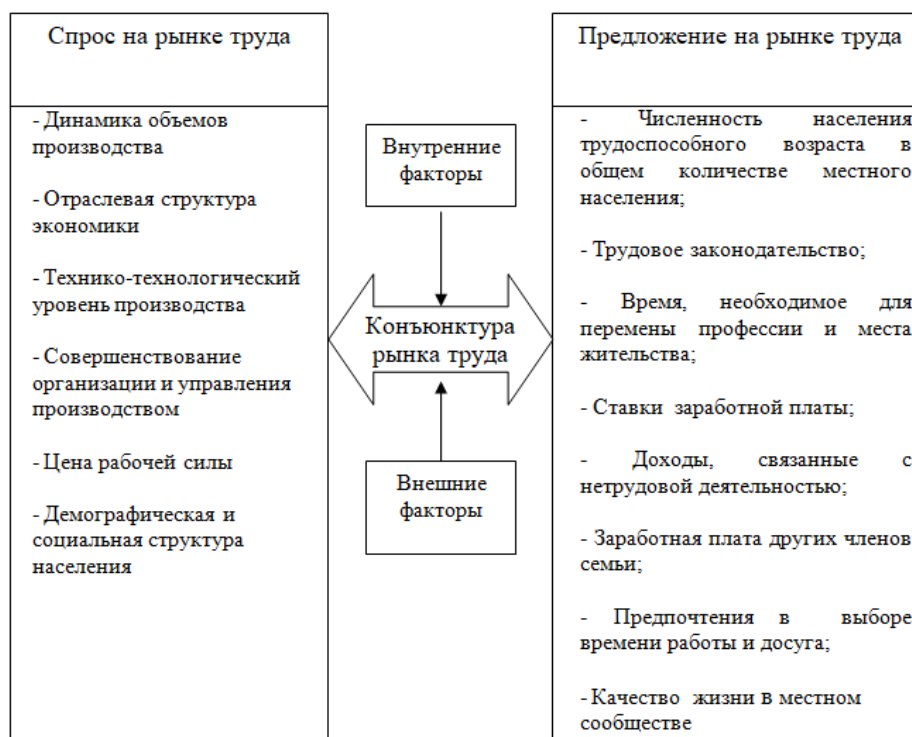 Спрос на рынке труда
- Динамика объемов
производства
- Отраслевая структура
экономики
- Технико-технологический
уровень производства
- Совершенствование
организации и управления
производством
- Цена рабочей силы
- Демографическая и
социальная структура
населения
Внутренние
факторы
Конъюнктура
рынка труда
Внешние
факторы
Предложение на рынке труда
- Численность населения
трудоспособного возраста в
общем количестве местного
населения;
- Трудовое законодательство;
- Время, необходимое для
перемены профессии и места
жительства;
- Ставки заработной платы;
- Доходы, связанные с
нетрудовой деятельностью;
- Заработная плата других членов
семьи;
- Предпочтения в выборе
времени работы и досуга;
- Качество жизни в местном
сообществе